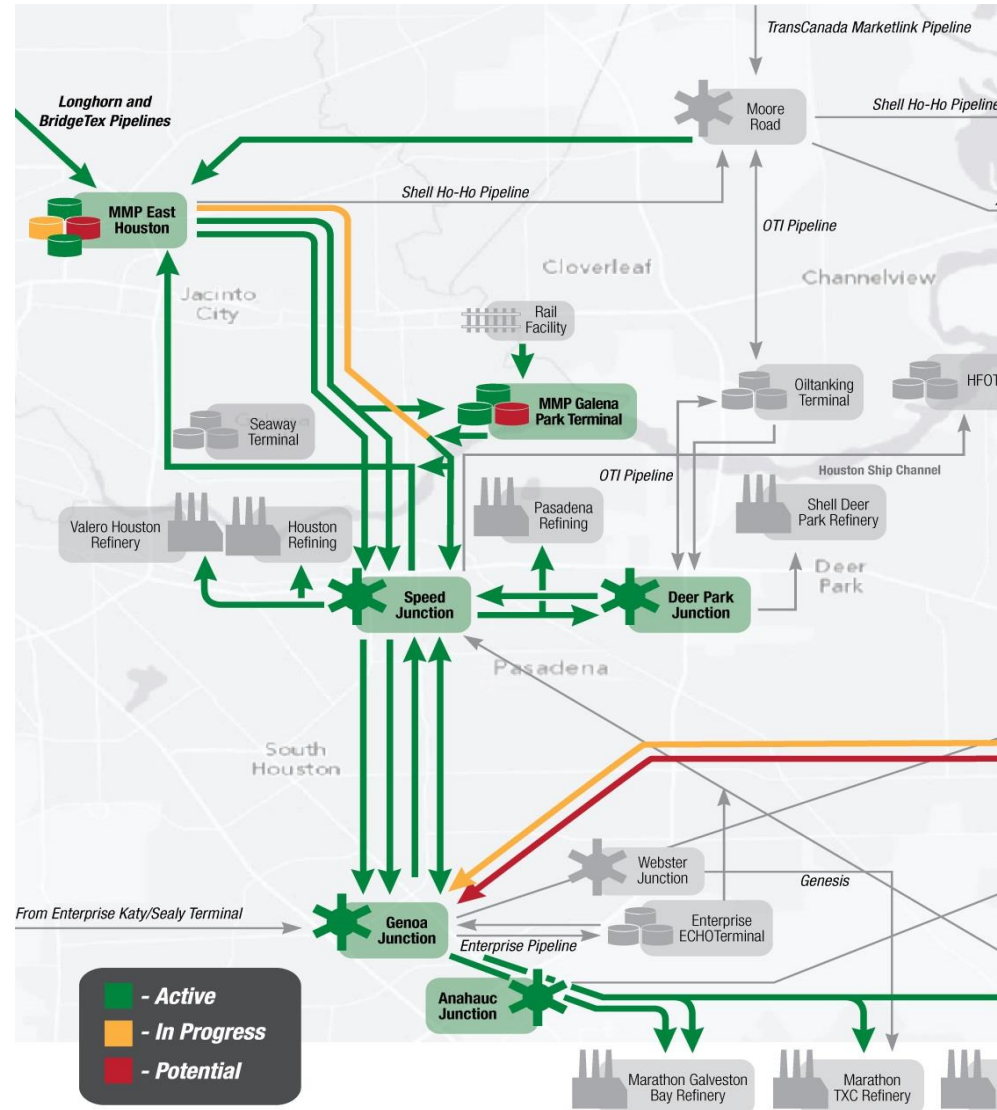 TransCanada Marketlink Pipeline
Longhorn and
BridgeTex Pipelines
Moore
Road
Shell Ho-Ho Pipeline
MMP East
Houston
Shell Ho-Ho Pipeline
OTI Pipeline
Cloverleaf
Channelview
Jacinto
City
Rail
Facility
MMP Galena
Park Terminal
Oiltanking
Terminal
HFOT
Seaway
Terminal
Houston Ship Channel
OTI Pipeline
Valero Houston
Refinery
Houston
Refining
Pasadena
Refining
Shell Deer
Park Refinery
Deer
Park
Speed
Junction
Deer Park
Junction
Pasadena
South
Houston
Webster
Junction
Genesis
From Enterprise Katy/Sealy Terminal
Genoa
Junction
Enterprise Pipeline
Enterprise
ECHOTerminal
Anahauc
Junction
- Active
- In Progress
- Potential
Marathon Galveston
Bay Refinery
Marathon
TXC Refinery